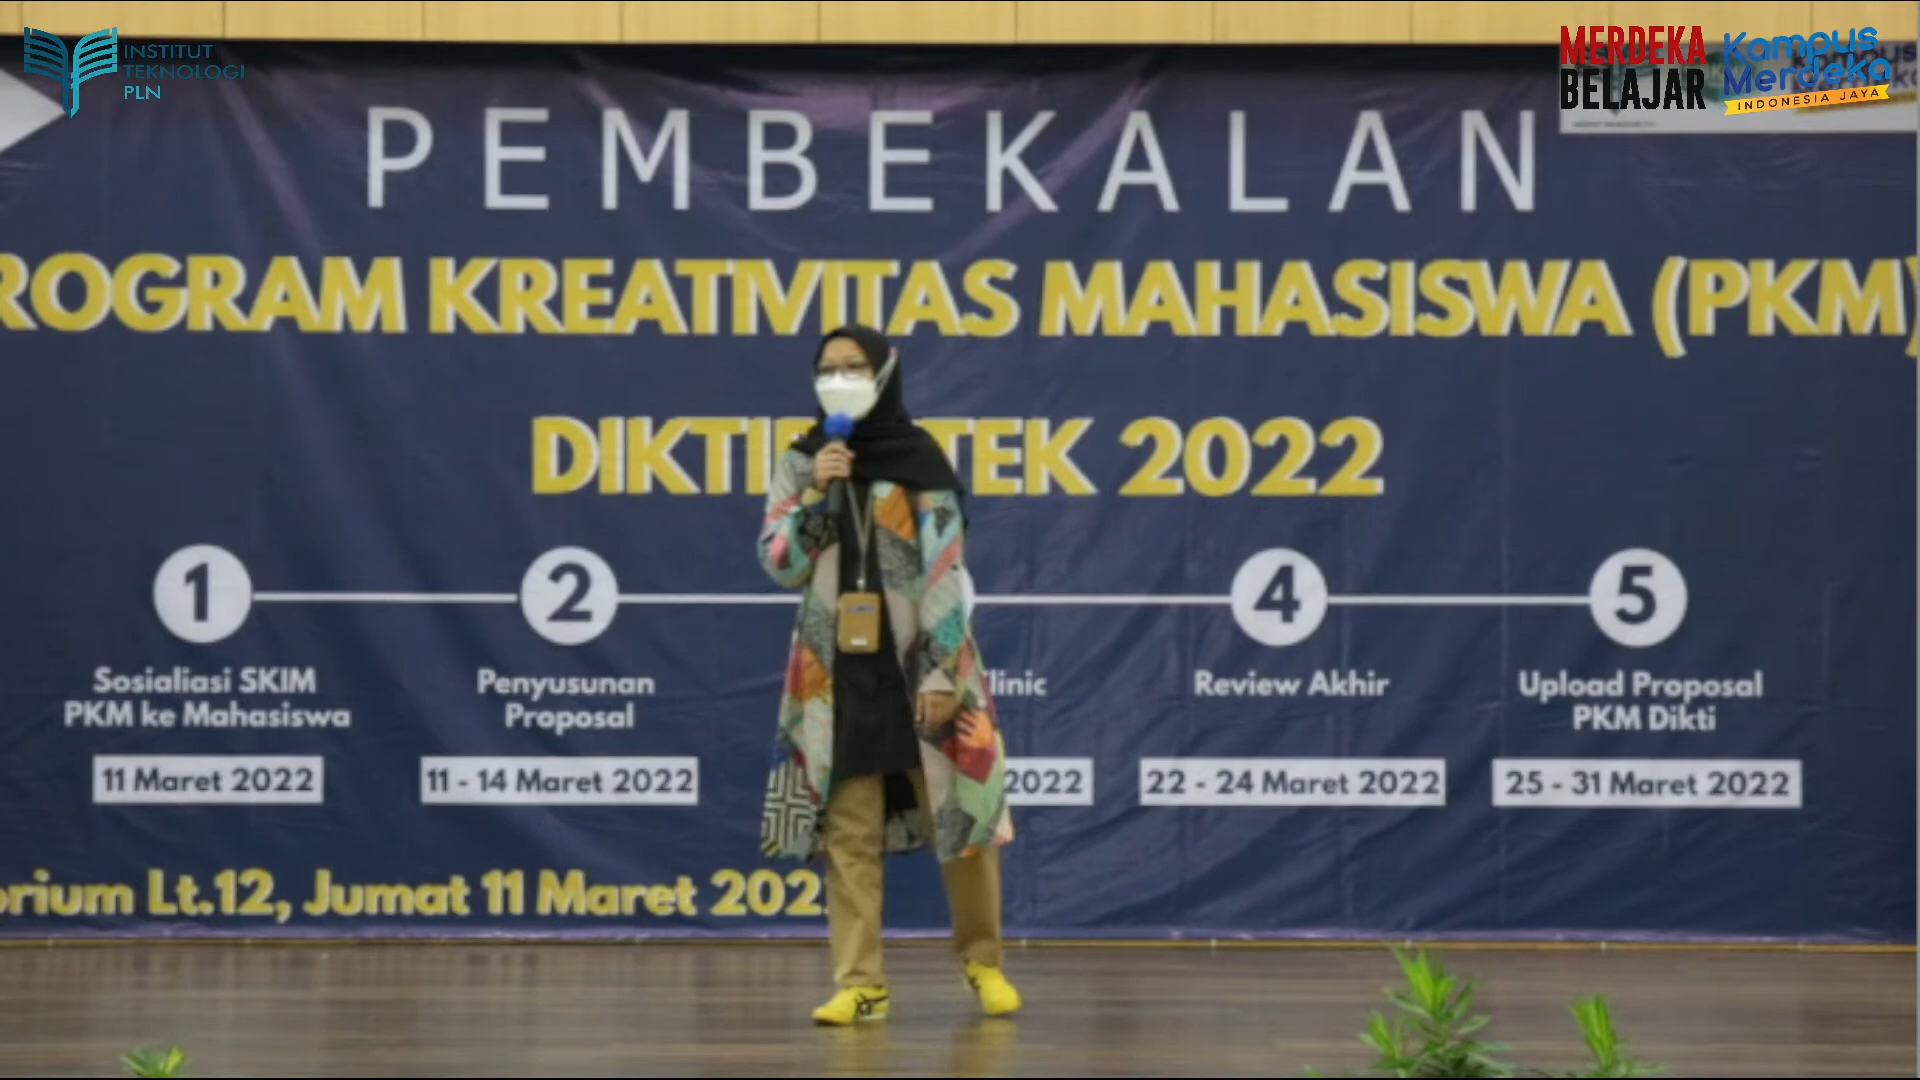 INSTITUT
TEKNOLOGI
PLN
MERDEKA
BELAJAR
Kampus
Merdeka
INDONESIA JAYA
PEMBEKALAN
ROGRAM KREATIVITAS MAHASISWA (PKM)
DIKTI TEK 2022
1 2 4 5
Sosialiasi SKIM
PKM ke Mahasiswa
11 Maret 2022
Penyusunan
Proposal
11 - 14 Maret 2022
linic
2022
Review Akhir
22 - 24 Maret 2022
Upload Proposal
PKM Dikti
25 - 31 Maret 2022
orium Lt.12, Jumat 11 Maret 202